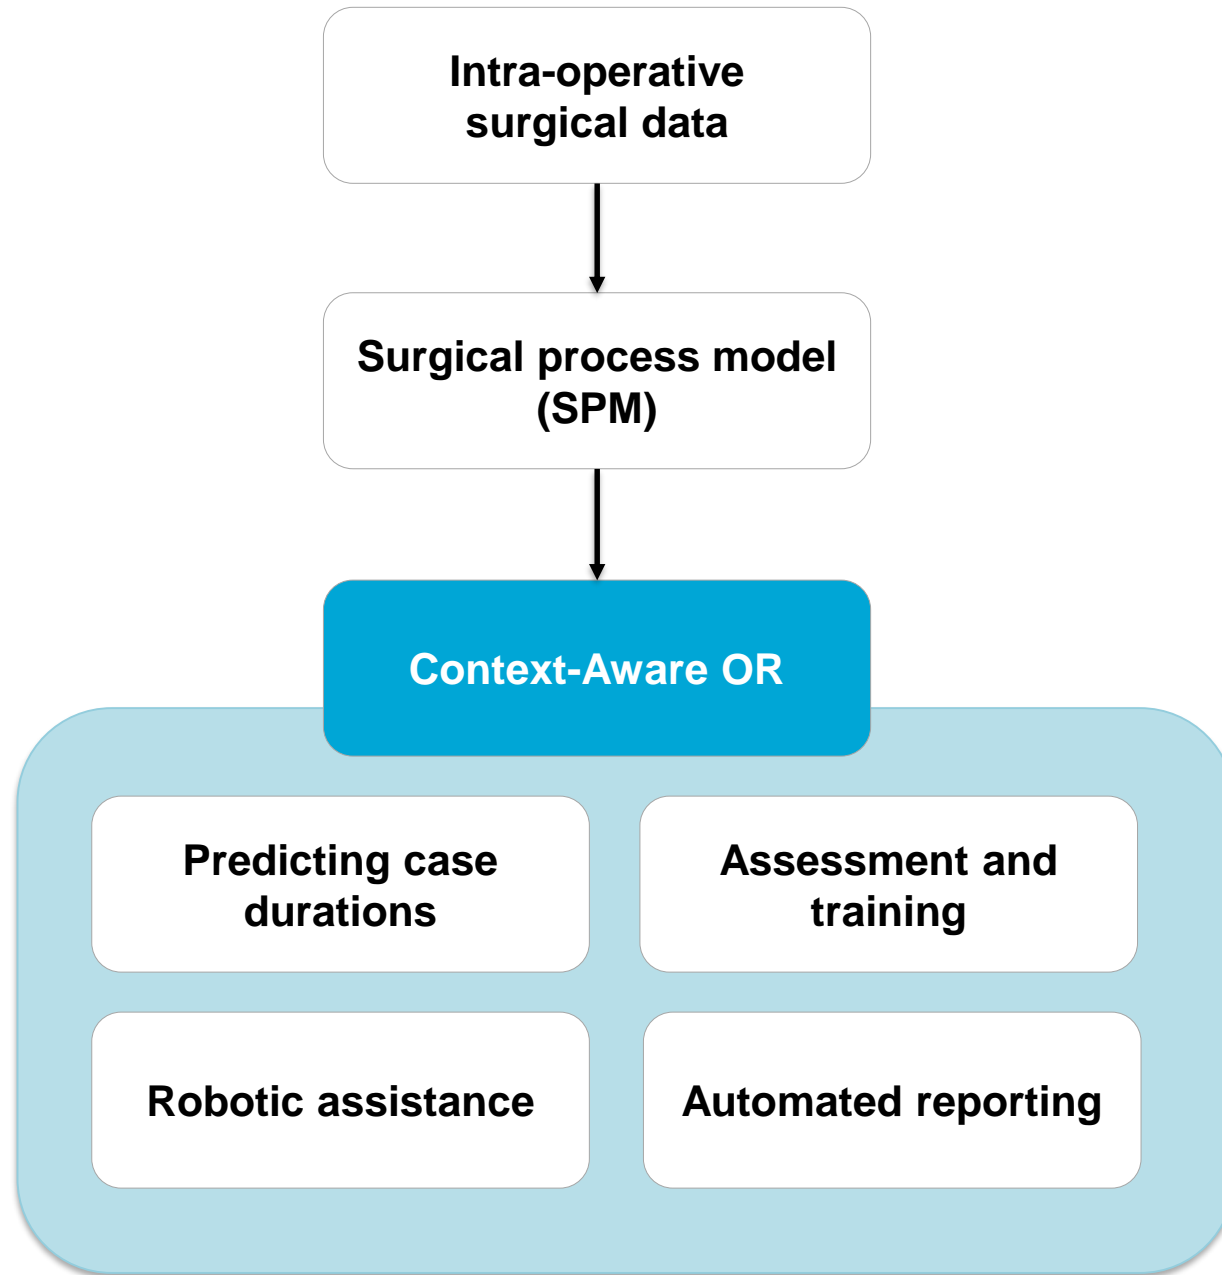 Intra-operative
surgical data
Surgical process model
(SPM)
Context-Aware OR
Predicting case
durations
Assessment and
training
Robotic assistance
Automated reporting